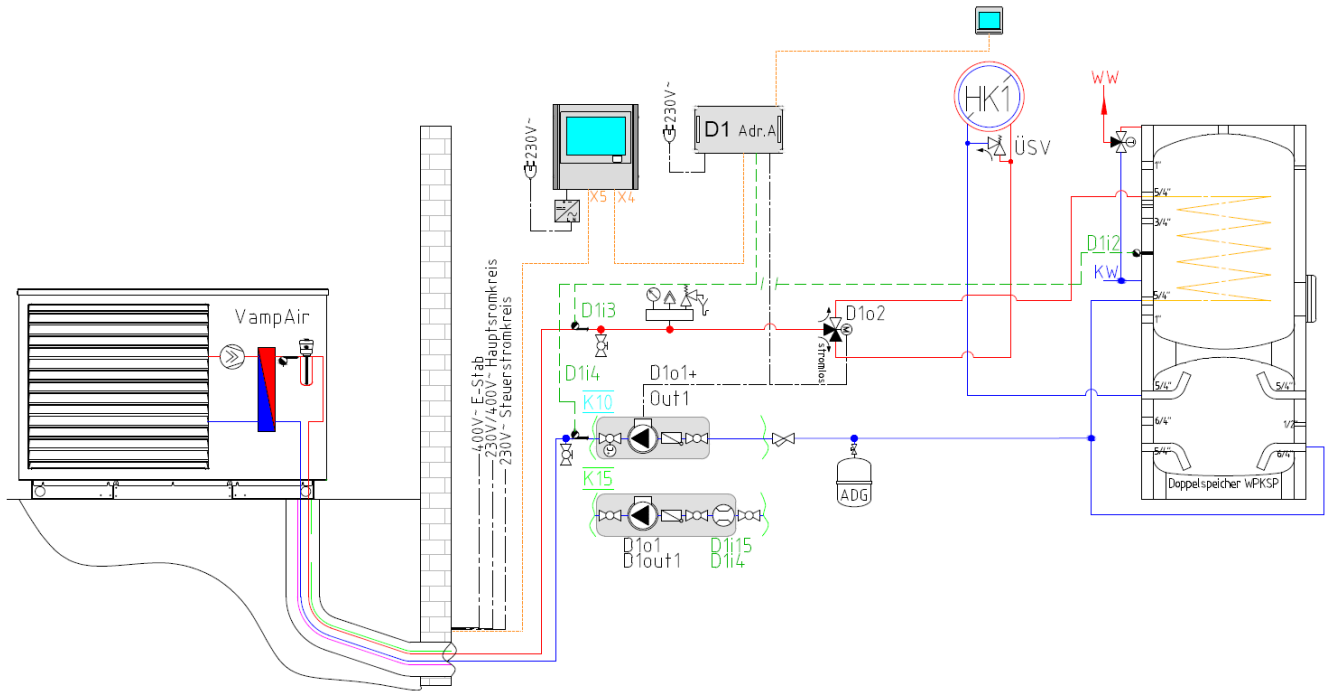 WW
HK1
230V~
230V~
D1 Adr.A
ÜSV
1"
5/4"
X5 X4
3/4"
D1i2
KW
400V~ E-Stab
230V/400V~ Hauptsromkreis
230V~ Steuerstromkreis
5/4"
VampAir
D1i3
D1o2
M
1"
stromlos
D1i4
D1o1+
Out1
K10
5/4"
5/4"
6/4"
1/2"
5/4"
6/4"
K15
ADG
Doppelspeicher WPKSP
D1o1
D1out1
D1i15
D1i4